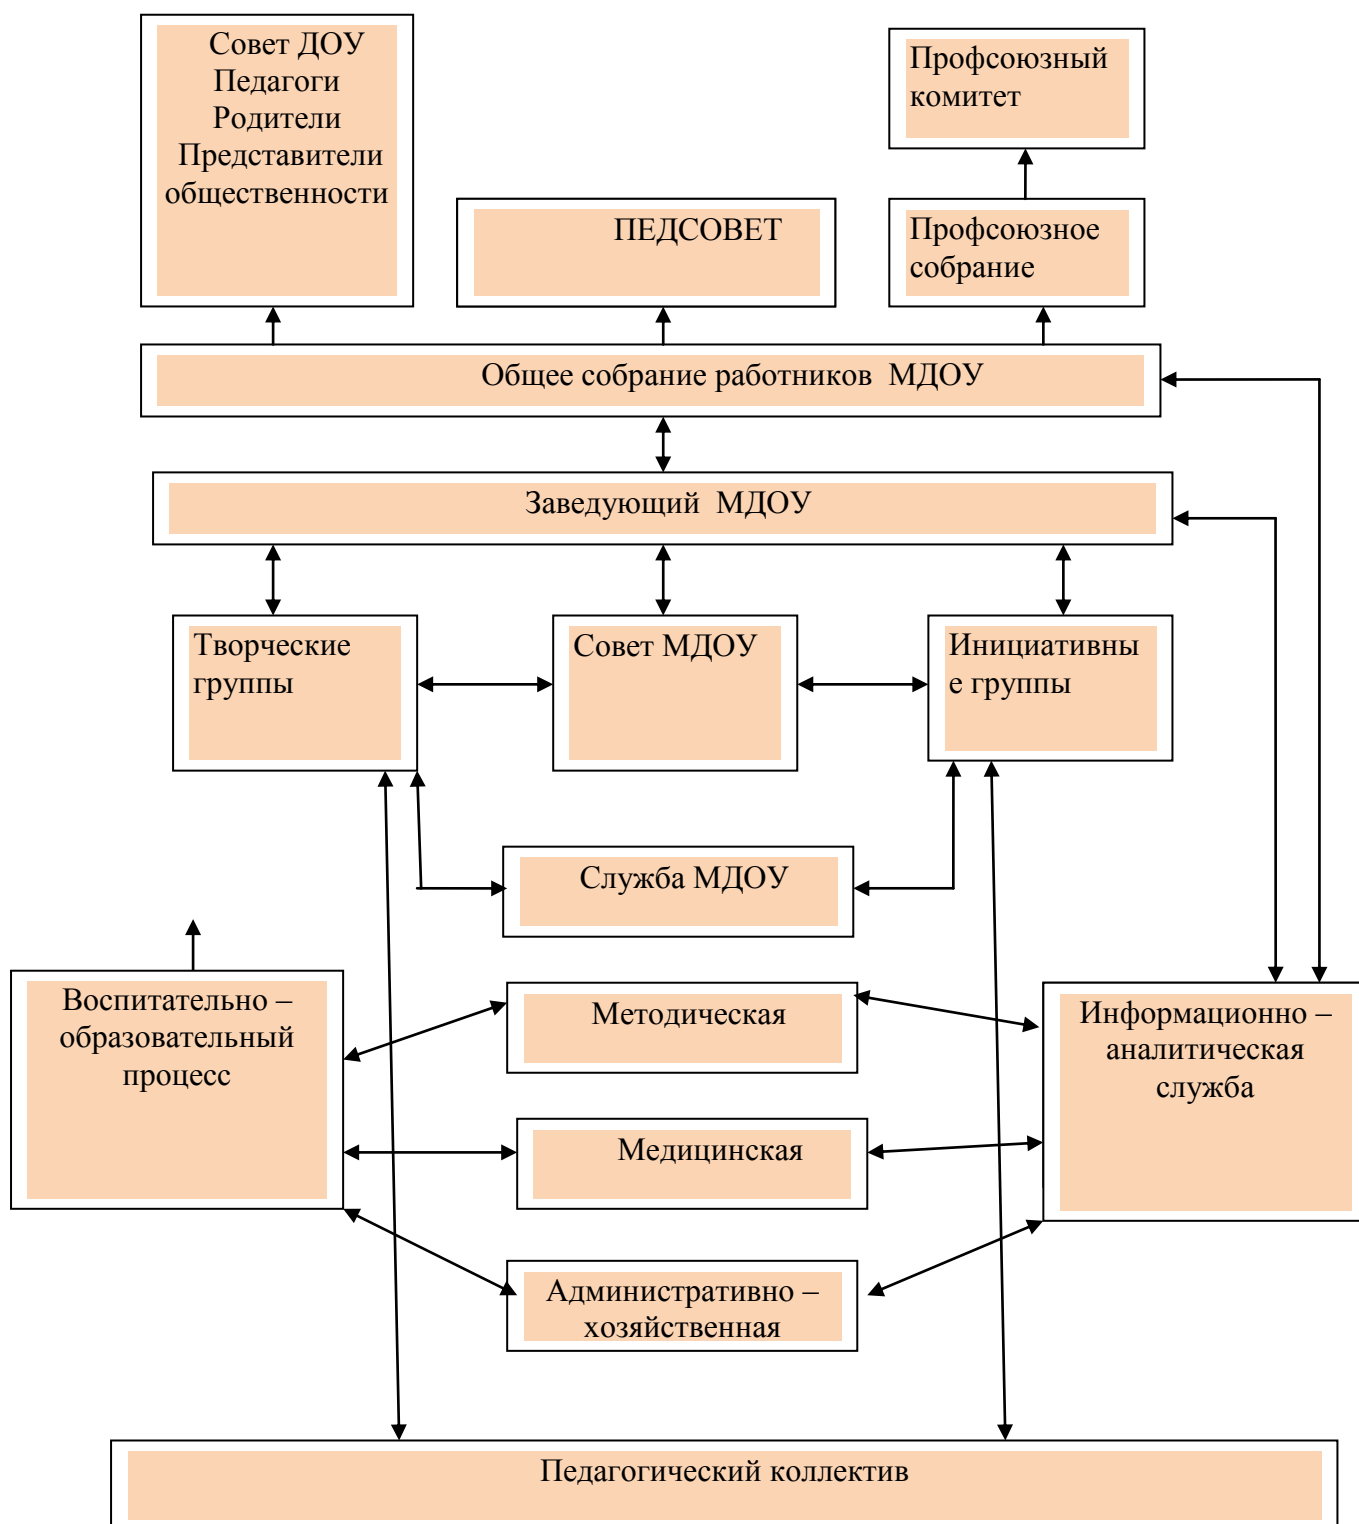 Совет ДОУ
Педагоги
Родители
Представители
общественности
Профсоюзный
комитет
ПЕДСОВЕТ
Профсоюзное
собрание
Общее собрание работников МДОУ
Заведующий МДОУ
Творческие
группы
Совет МДОУ
Инициативны
е группы
Служба МДОУ
Воспитательно –
образовательный
процесс
Методическая
Информационно –
аналитическая
служба
Медицинская
Административно –
хозяйственная
Педагогический коллектив